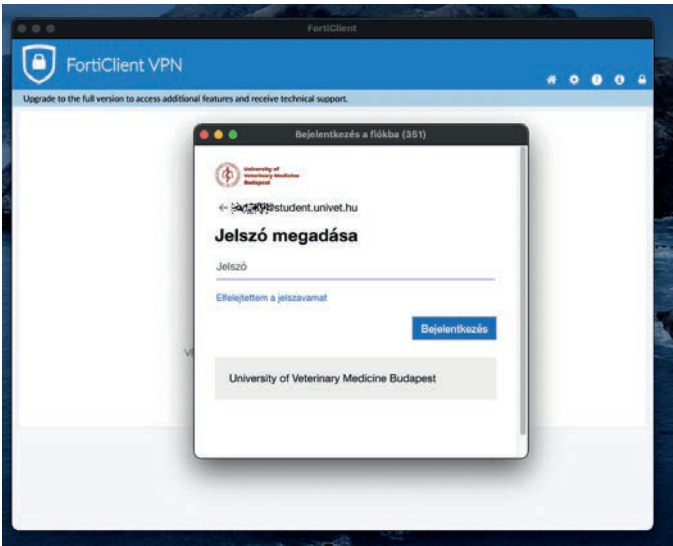 FortiClient
FortiClient VPN
Upgrade to the full version to access additional features and receive technical support.
Bejelentkezés a fiókba (351)
University of
Veterinary Medicine
Budapest
← @student.univet.hu
Jelszó megadása
Jelszó
Elfelejtettem a jelszavamat
Bejelentkezés
University of Veterinary Medicine Budapest